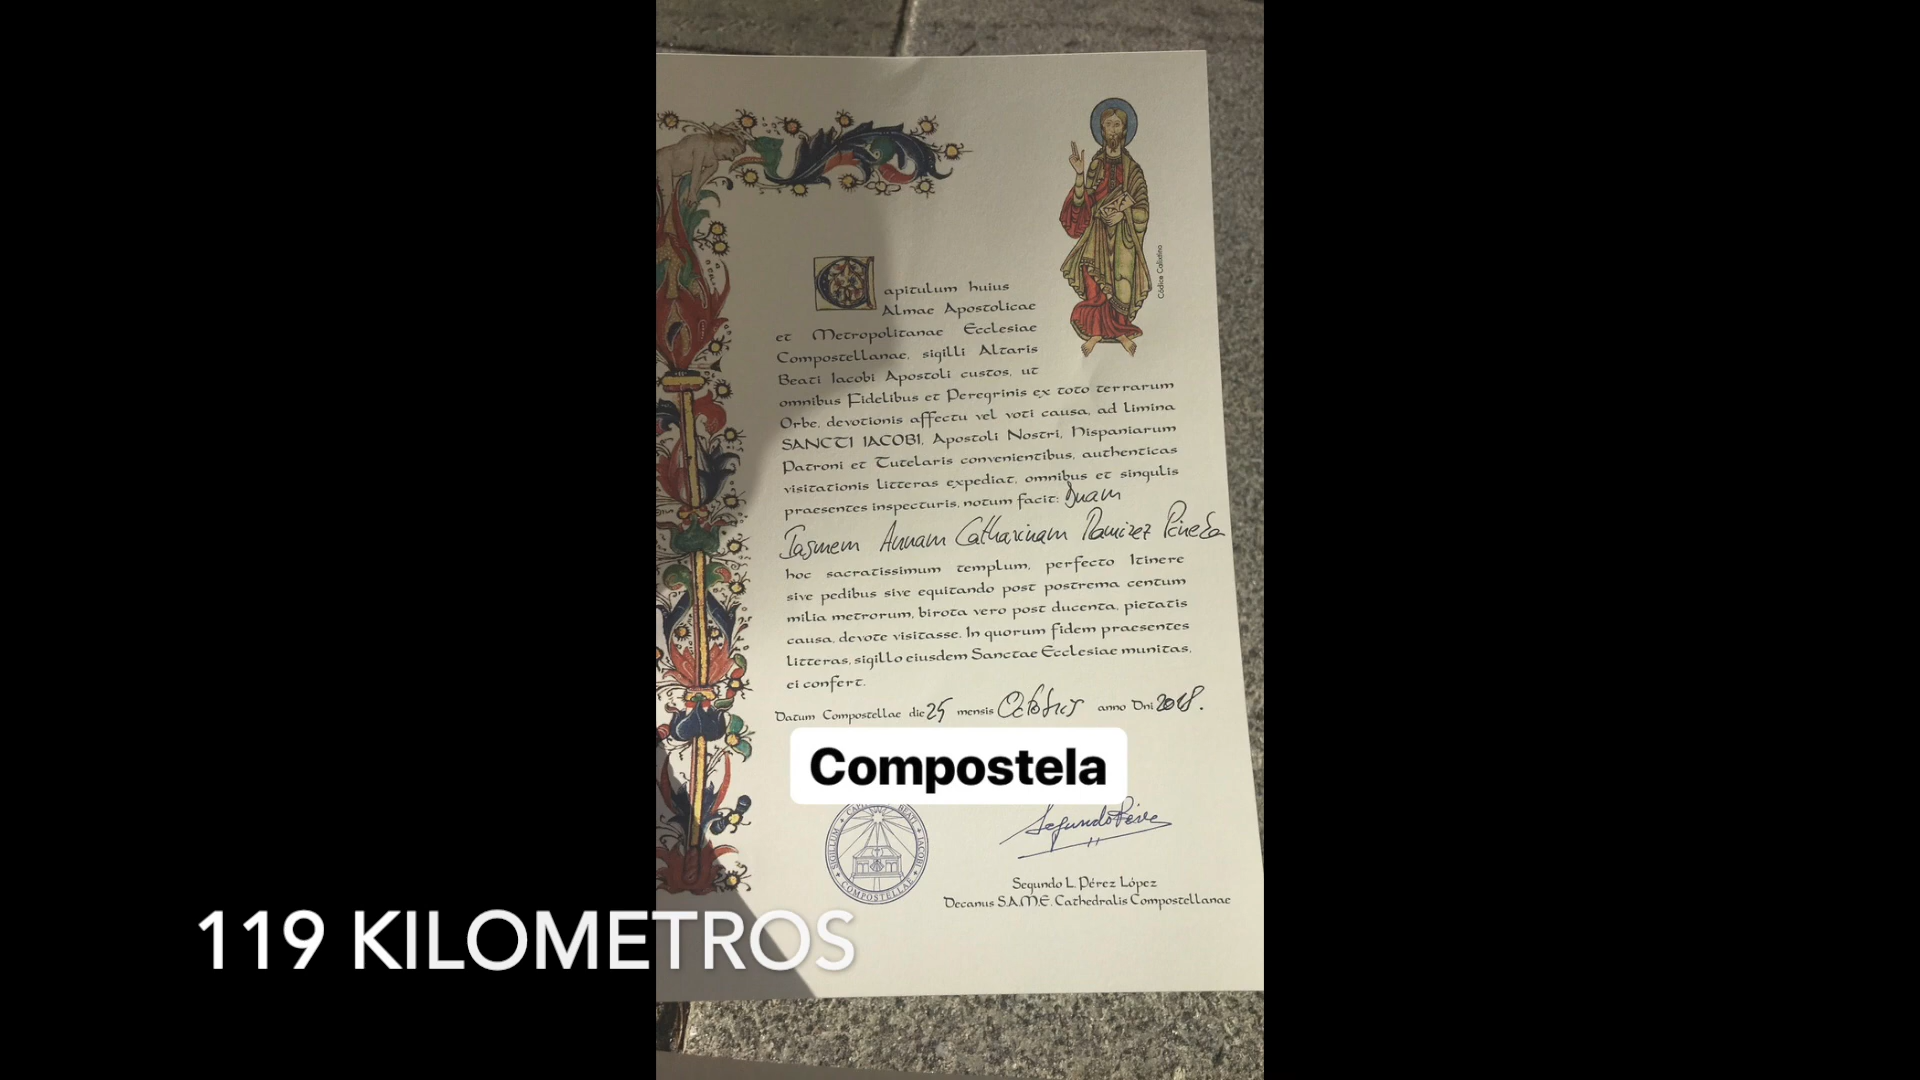 Códice Calixtino
Capitulum huius
Almae Apostolicae
et Metropolitanae Ecclesiae
Compostellanae, sigilli Altaris
Beati Iacobi Apostoli custos, ut
omnibus Fidelibus et Peregrinis ex toto terrarum
Orbe, devotionis affectu vel voti causa, ad limina
SANCTI IACOBI, Apostoli Nostri, Hispaniarum
Patroni et Tutelaris convenientibus, authenticas
visitationis litteras expediat, omnibus et singulis
praesentes inspecturis, notum facit: Dnam
Iasmem Annam Catharinam Ramirez Pineda
hoc sacratissimum templum, perfecto Itinere
sive pedibus sive equitando post postrema centum
milia metrorum, birota vero post ducenta, pietatis
causa, devote visitasse. In quorum fidem praesentes
litteras, sigillo eiusdem Sanctae Ecclesiae munitas,
ei confert.
Datum Compostellae die 25 mensis Octobris anno Dni 2018.
Compostela
SIGILLUM CAPITULI BEATI IACOBI COMPOSTELLAE
Segundo Pérez
Segundo L. Pérez López
Decanus S.A.M.E. Cathedralis Compostellanae
119 KILOMETROS